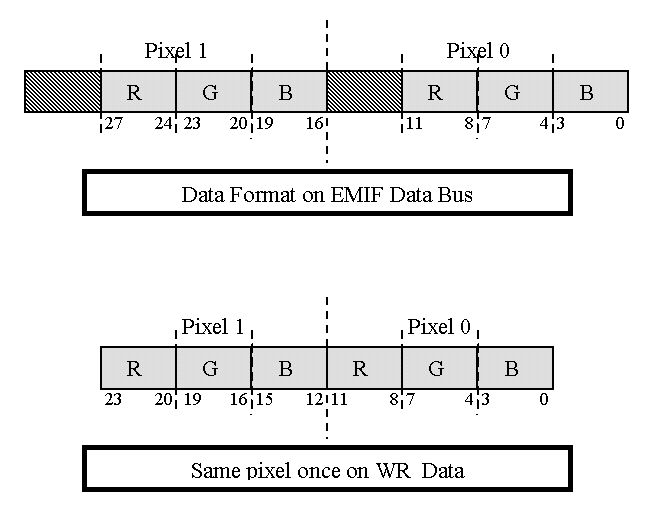 Pixel 1 Pixel 0
R G B R G B
27 24 23 20 19 16 11 8 7 4 3 0
Data Format on EMIF Data Bus
Pixel 1 Pixel 0
R G B R G B
23 20 19 16 15 12 11 8 7 4 3 0
Same pixel once on WR_Data